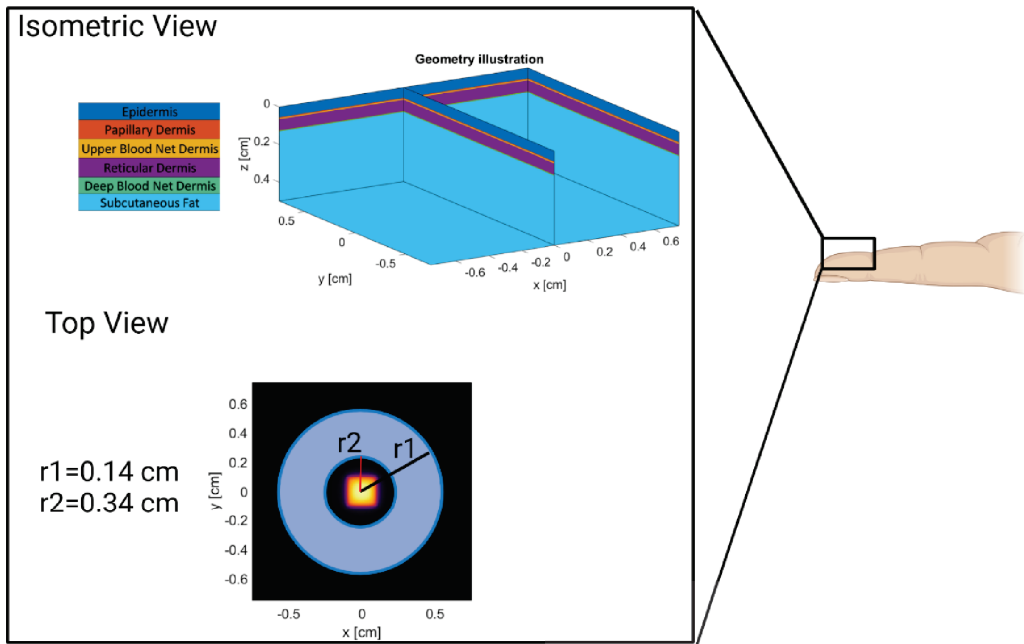 Isometric View
Geometry illustration
Epidermis
Papillary Dermis
Upper Blood Net Dermis
Reticular Dermis
Deep Blood Net Dermis
Subcutaneous Fat
0
0.2
0.4
z [cm]
0.5
0
-0.5
y [cm]
-0.6 -0.4 -0.2 0 0.2 0.4 0.6
x [cm]
Top View
r1=0.14 cm
r2=0.34 cm
0.6
0.4
0.2
0
-0.2
-0.4
-0.6
y [cm]
r2
r1
-0.5 0 0.5
x [cm]